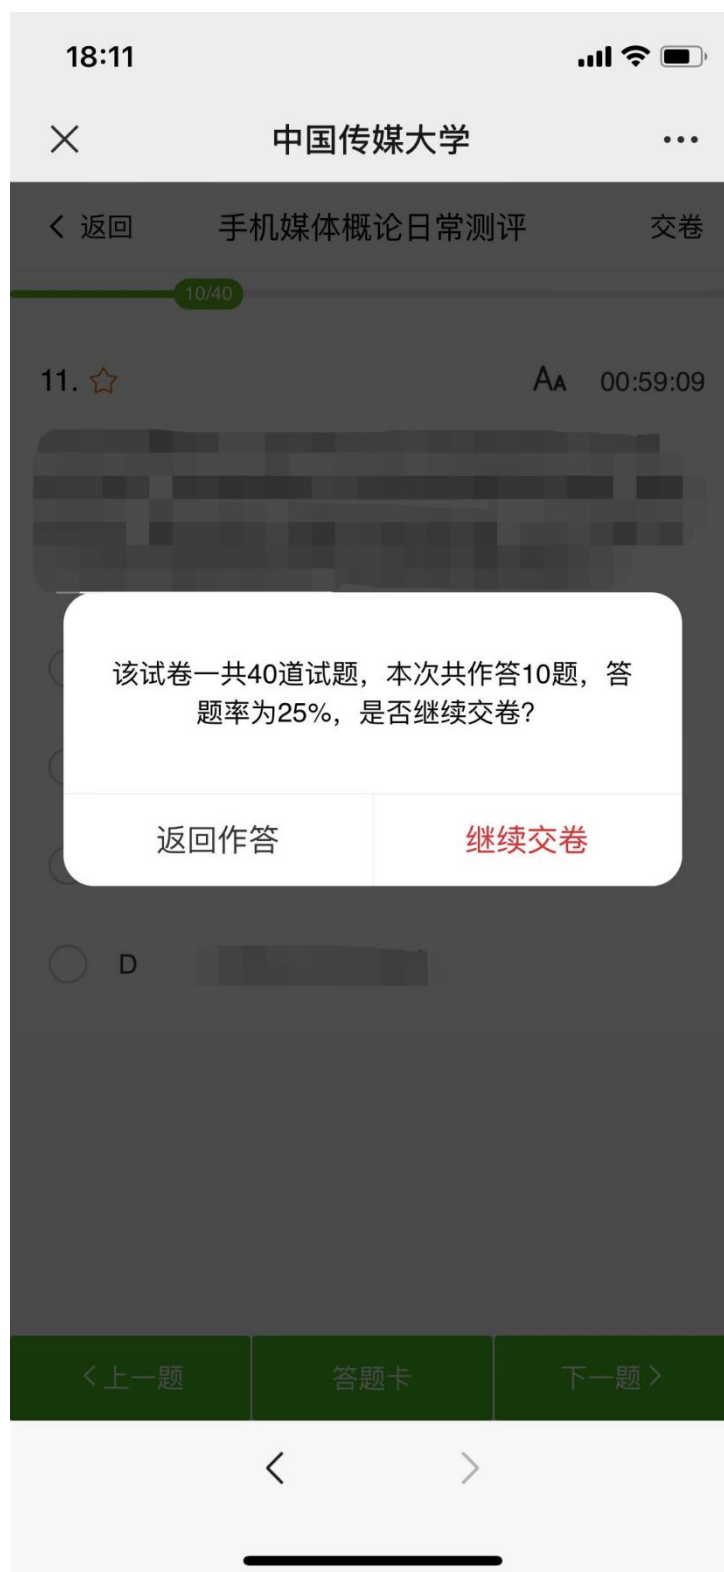 18:11
中国传媒大学
返回 手机媒体概论日常测评 交卷
10/40
11. AA 00:59:09
该试卷一共40道试题，本次共作答10题，答
题率为25%，是否继续交卷？
返回作答 继续交卷
D
上一题 答题卡 下一题